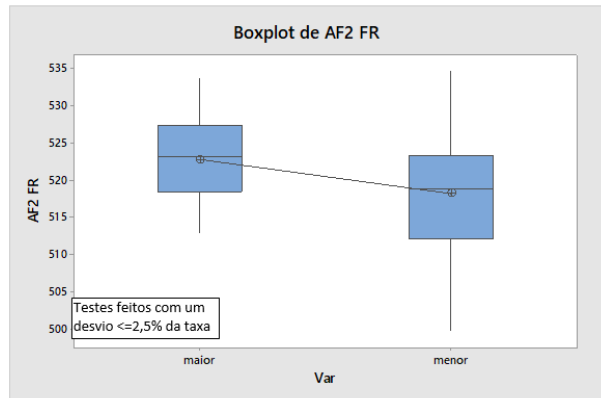 Boxplot de AF2 FR
535
530
525
520
515
510
505
500
AF2 FR
Testes feitos com um
desvio <=2,5% da taxa
maior
menor
Var